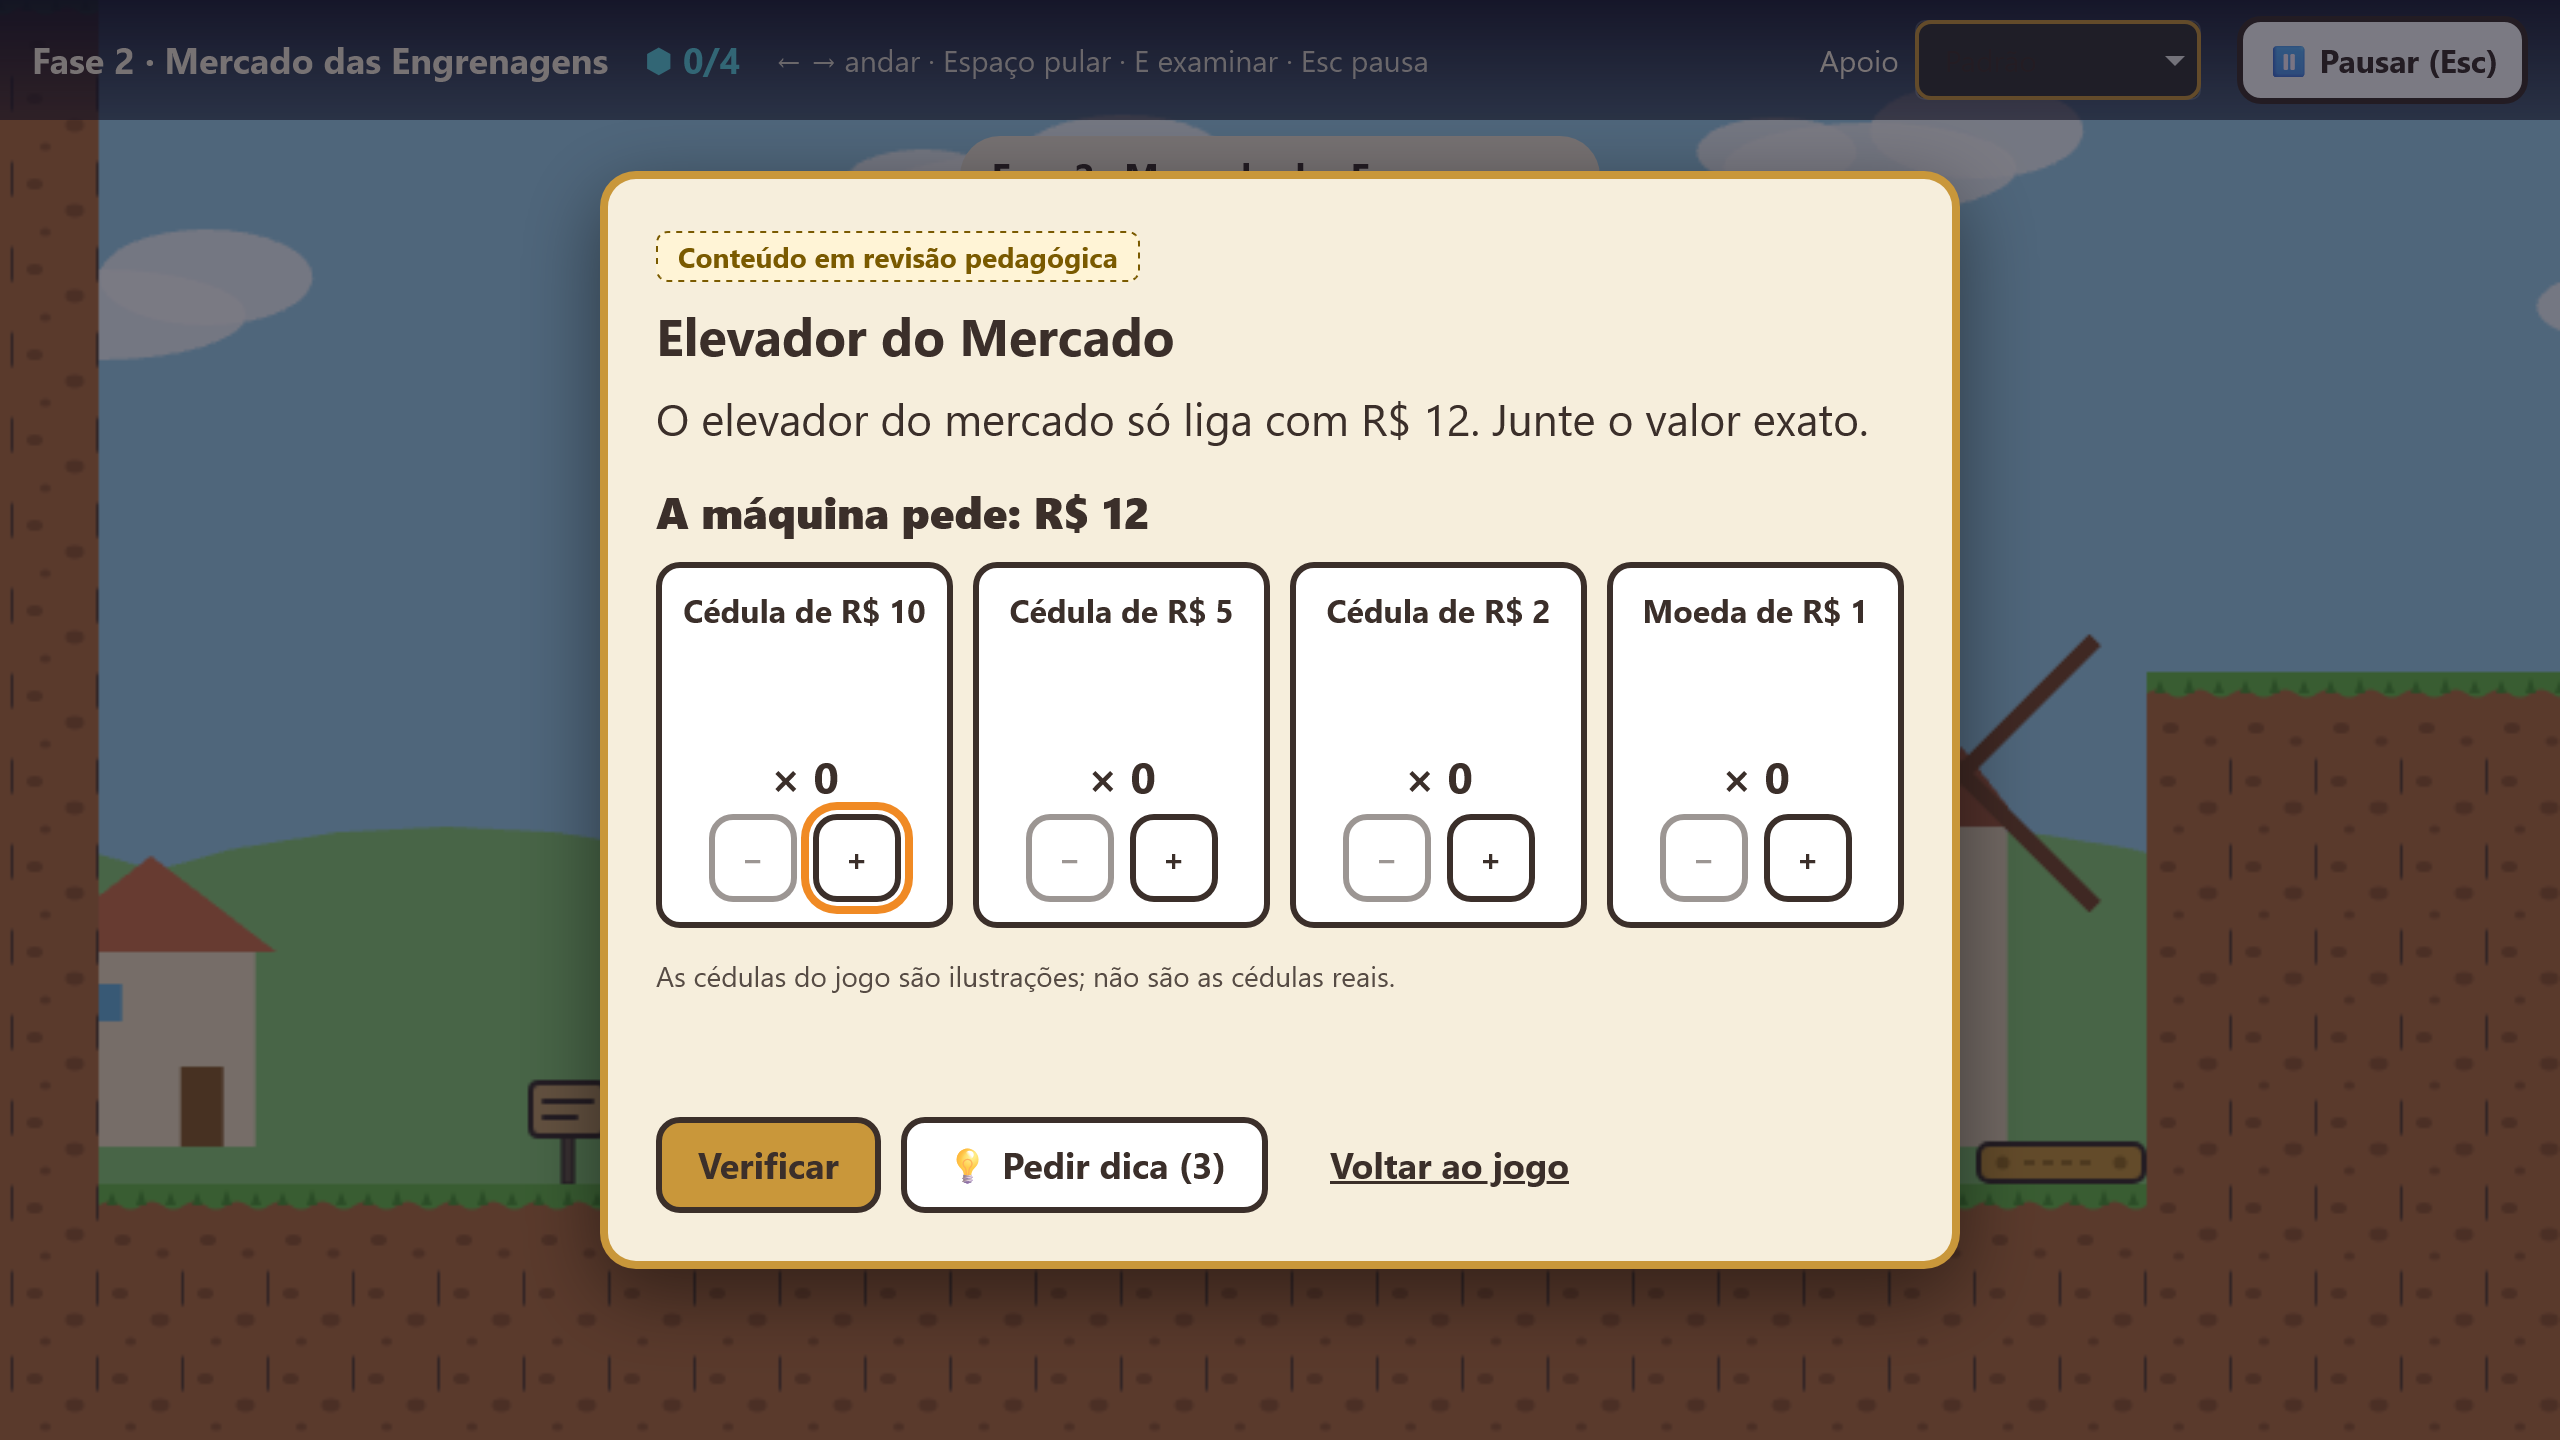 Fase 2 · Mercado das Engrenagens
0/4
← → andar · Espaço pular · E examinar · Esc pausa
Apoio
Pausar (Esc)
Conteúdo em revisão pedagógica
Elevador do Mercado
O elevador do mercado só liga com R$ 12. Junte o valor exato.
A máquina pede: R$ 12
Cédula de R$ 10
× 0
−
+
Cédula de R$ 5
× 0
−
+
Cédula de R$ 2
× 0
−
+
Moeda de R$ 1
× 0
−
+
As cédulas do jogo são ilustrações; não são as cédulas reais.
Verificar
Pedir dica (3)
Voltar ao jogo